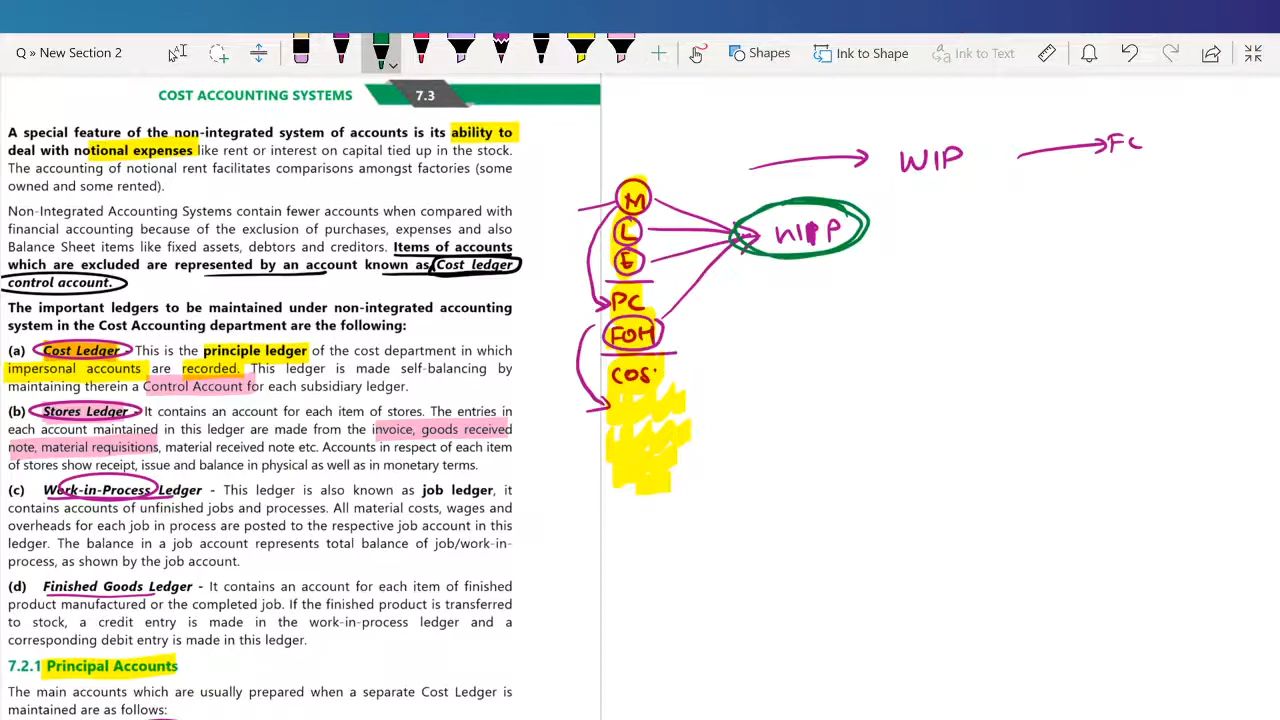 Q » New Section 2
Shapes
Ink to Shape
Ink to Text
COST ACCOUNTING SYSTEMS 7.3
A special feature of the non-integrated system of accounts is its ability to
deal with notional expenses like rent or interest on capital tied up in the stock.
The accounting of notional rent facilitates comparisons amongst factories (some
owned and some rented).
Non-Integrated Accounting Systems contain fewer accounts when compared with
financial accounting because of the exclusion of purchases, expenses and also
Balance Sheet items like fixed assets, debtors and creditors. Items of accounts
which are excluded are represented by an account known as Cost ledger
control account.
The important ledgers to be maintained under non-integrated accounting
system in the Cost Accounting department are the following:
(a) Cost Ledger - This is the principle ledger of the cost department in which
impersonal accounts are recorded. This ledger is made self-balancing by
maintaining therein a Control Account for each subsidiary ledger.
(b) Stores Ledger - It contains an account for each item of stores. The entries in
each account maintained in this ledger are made from the invoice, goods received
note, material requisitions, material received note etc. Accounts in respect of each item
of stores show receipt, issue and balance in physical as well as in monetary terms.
(c) Work-in-Process Ledger - This ledger is also known as job ledger, it
contains accounts of unfinished jobs and processes. All material costs, wages and
overheads for each job in process are posted to the respective job account in this
ledger. The balance in a job account represents total balance of job/work-in-
process, as shown by the job account.
(d) Finished Goods Ledger - It contains an account for each item of finished
product manufactured or the completed job. If the finished product is transferred
to stock, a credit entry is made in the work-in-process ledger and a
corresponding debit entry is made in this ledger.
7.2.1 Principal Accounts
The main accounts which are usually prepared when a separate Cost Ledger is
maintained are as follows:
WIP
M
L
E
PC
FOH
COS